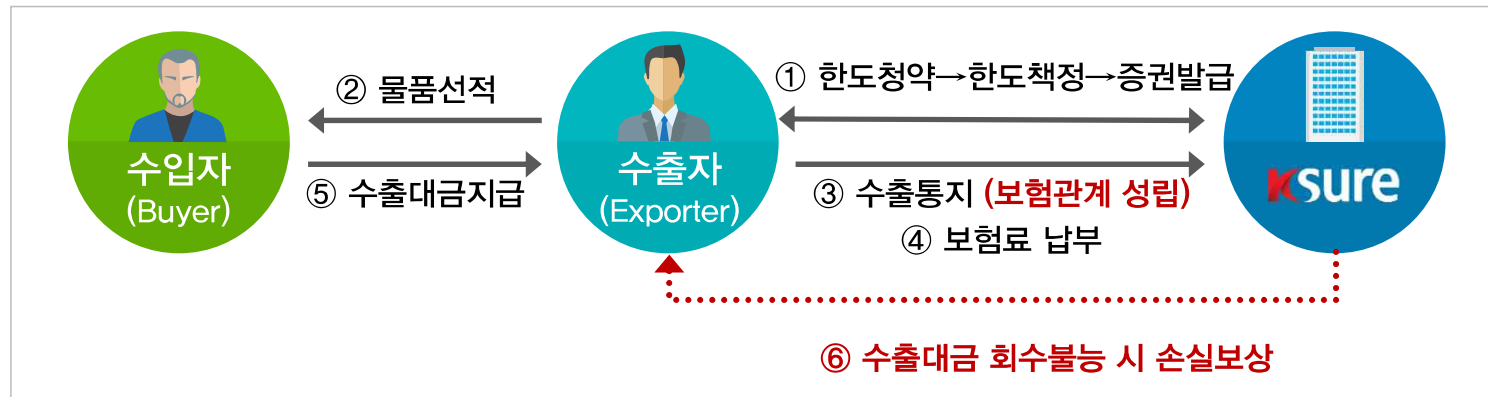 ① 한도청약→한도책정→증권발급
② 물품선적
수입자
(Buyer)
수출자
(Exporter)
ksure
⑤ 수출대금지급
③ 수출통지 (보험관계 성립)
④ 보험료 납부
⑥ 수출대금 회수불능 시 손실보상